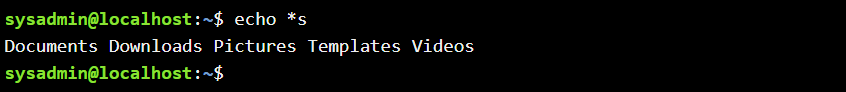 sysadmin@localhost:~$ echo *s
Documents Downloads Pictures Templates Videos
sysadmin@localhost:~$